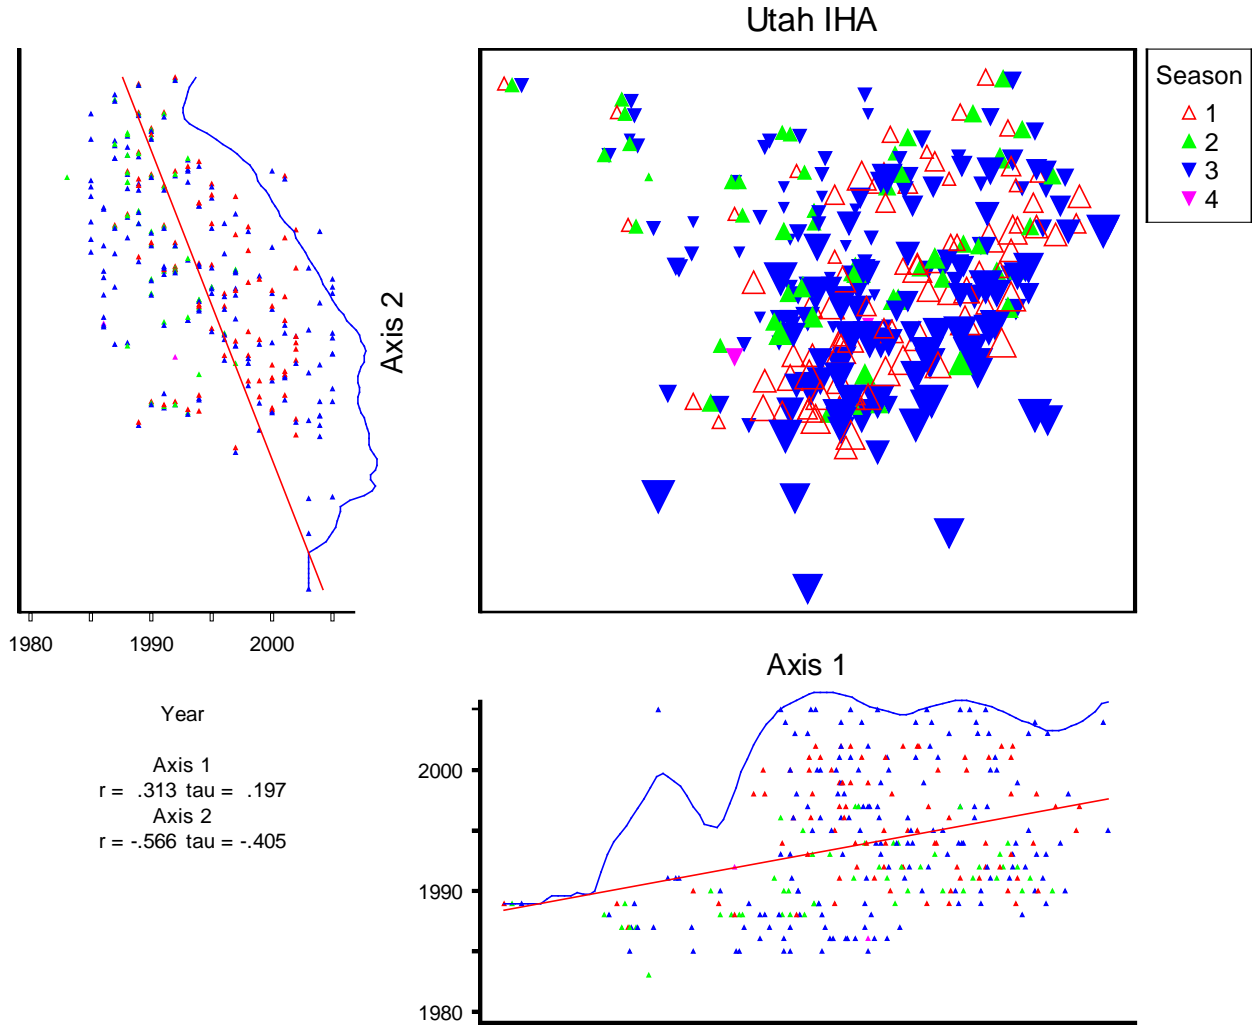 Utah IHA
Season
1
2
3
4
Axis 2
1980 1990 2000
Axis 1
Year
Axis 1
r = .313 tau = .197
Axis 2
r = -.566 tau = -.405
2000
1990
1980